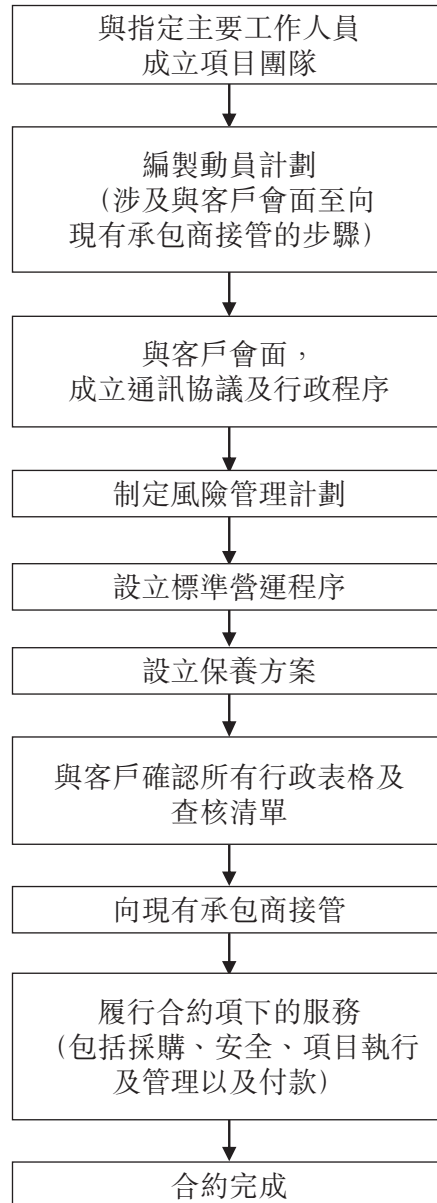 與指定主要工作人員
成立項目團隊
編製動員計劃
(涉及與客戶會面至向
現有承包商接管的步驟)
與客戶會面，
成立通訊協議及行政程序
制定風險管理計劃
設立標準營運程序
設立保養方案
與客戶確認所有行政表格及
查核清單
向現有承包商接管
履行合約項下的服務
(包括採購、安全、項目執行
及管理以及付款)
合約完成